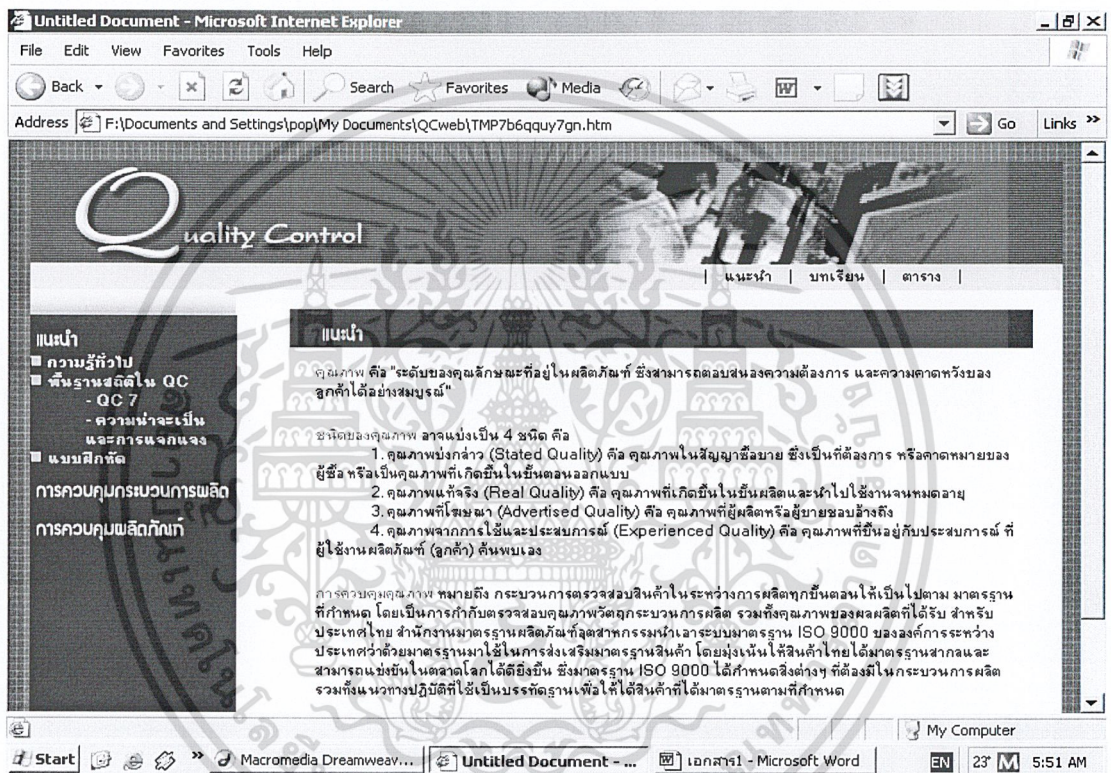 Untitled Document - Microsoft Internet Explorer
File Edit View Favorites Tools Help
Back Search Favorites Media
Address F:\Documents and Settings\pop\My Documents\QCweb\TMP7b6qquy7gn.htm Go Links »
Quality Control
| แนะนำ | บทเรียน | ตาราง |
แนะนำ
ความรู้ทั่วไป
พื้นฐานสถิติใน QC
- QC 7
- ความน่าจะเป็น
และการแจกแจง
แบบฝึกหัด
การควบคุมกระบวนการผลิต
การควบคุมผลิตภัณฑ์
แนะนำ
คุณภาพ คือ "ระดับของคุณลักษณะที่อยู่ในผลิตภัณฑ์ ซึ่งสามารถตอบสนองความต้องการ และความคาดหวังของ
ลูกค้าได้อย่างสมบูรณ์"
ชนิดของคุณภาพ อาจแบ่งเป็น 4 ชนิด คือ
1. คุณภาพบ่งกล่าว (Stated Quality) คือ คุณภาพในสัญญาซื้อขาย ซึ่งเป็นที่ต้องการ หรือคาดหมายของ
ผู้ซื้อ หรือเป็นคุณภาพที่เกิดขึ้นในขั้นตอนออกแบบ
2. คุณภาพแท้จริง (Real Quality) คือ คุณภาพที่เกิดขึ้นในขั้นผลิตและนำไปใช้งานจนหมดอายุ
3. คุณภาพที่โฆษณา (Advertised Quality) คือ คุณภาพที่ผู้ผลิตหรือผู้ขายชอบอ้างถึง
4. คุณภาพจากการใช้และประสบการณ์ (Experienced Quality) คือ คุณภาพที่ขึ้นอยู่กับประสบการณ์ ที่
ผู้ใช้งานผลิตภัณฑ์ (ลูกค้า) ค้นพบเอง
การควบคุมคุณภาพ หมายถึง กระบวนการตรวจสอบสินค้าในระหว่างการผลิตทุกขั้นตอนให้เป็นไปตาม มาตรฐาน
ที่กำหนด โดยเป็นการกำกับตรวจสอบคุณภาพวัตถุกระบวนการผลิต รวมทั้งคุณภาพของผลผลิตที่ได้รับ สำหรับ
ประเทศไทย สำนักงานมาตรฐานผลิตภัณฑ์อุตสาหกรรมนำเอาระบบมาตรฐาน ISO 9000 ขององค์การระหว่าง
ประเทศว่าด้วยมาตรฐานมาใช้ในการส่งเสริมมาตรฐานสินค้า โดยมุ่งเน้นให้สินค้าไทยได้มาตรฐานสากลและ
สามารถแข่งขันในตลาดโลกได้ดียิ่งขึ้น ซึ่งมาตรฐาน ISO 9000 ได้กำหนดสิ่งต่างๆ ที่ต้องมีในกระบวนการผลิต
รวมทั้งแนวทางปฏิบัติที่ใช้เป็นบรรทัดฐานเพื่อให้ได้สินค้าที่ได้มาตรฐานตามที่กำหนด
My Computer
Start » Macromedia Dreamweav... Untitled Document - ... เอกสาร1 - Microsoft Word EN 23° 5:51 AM